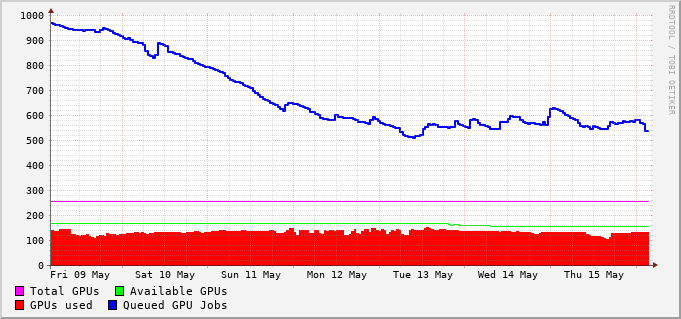 1000
900
800
700
600
500
400
300
200
100
0
Fri 09 May Sat 10 May Sun 11 May Mon 12 May Tue 13 May Wed 14 May Thu 15 May
Total GPUs Available GPUs
GPUs used Queued GPU Jobs
RRDTOOL / TOBI OETIKER